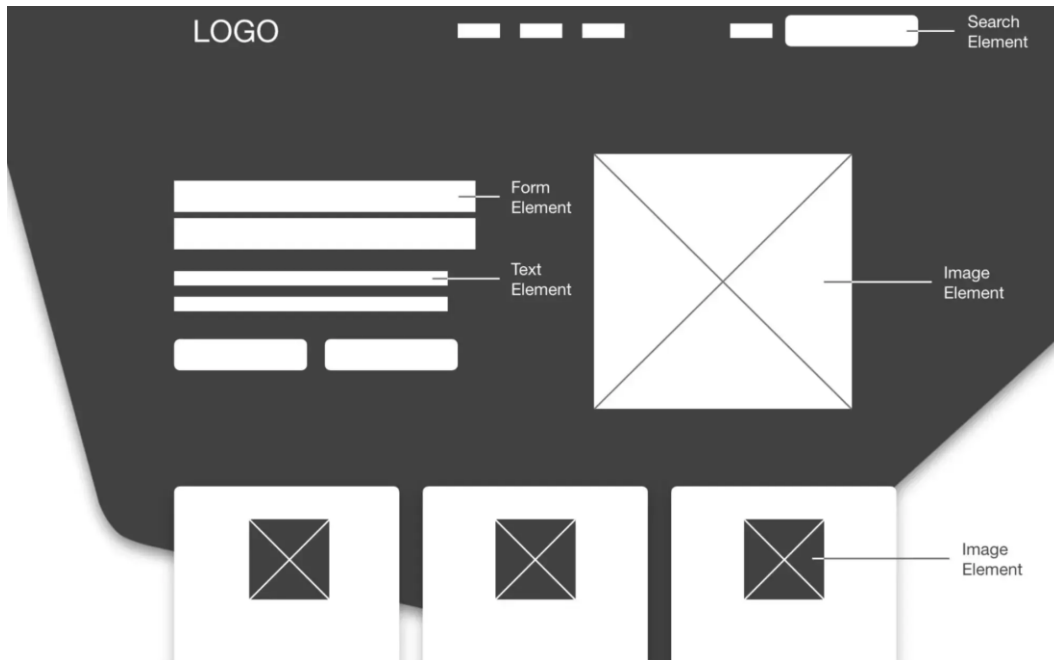 LOGO
Search
Element
Form
Element
Text
Element
Image
Element
Image
Element